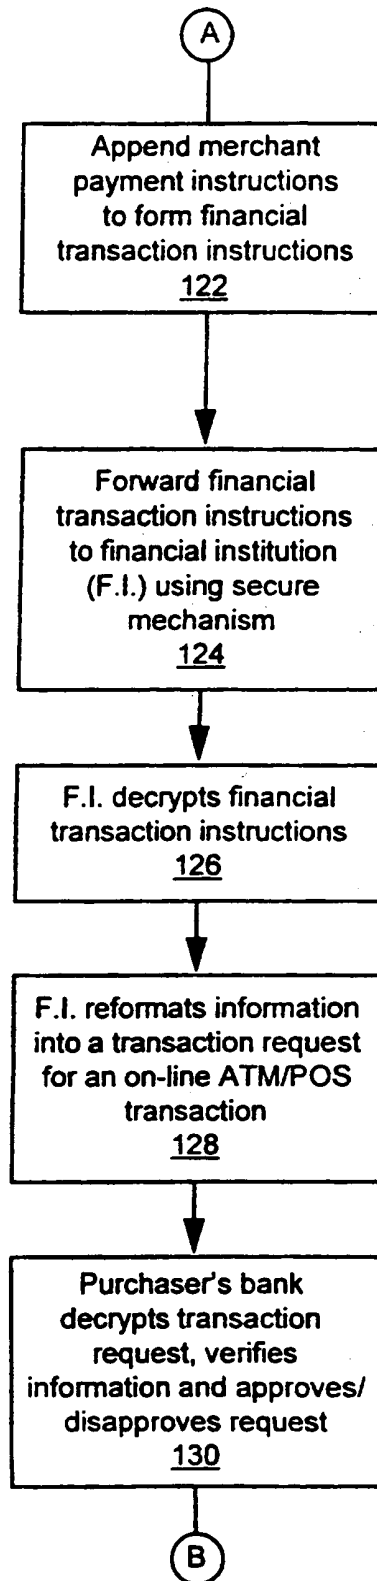 A
Append merchant
payment instructions
to form financial
transaction instructions
122
Forward financial
transaction instructions
to financial institution
(F.I.) using secure
mechanism
124
F.I. decrypts financial
transaction instructions
126
F.I. reformats information
into a transaction request
for an on-line ATM/POS
transaction
128
Purchaser's bank
decrypts transaction
request, verifies
information and approves/
disapproves request
130
B